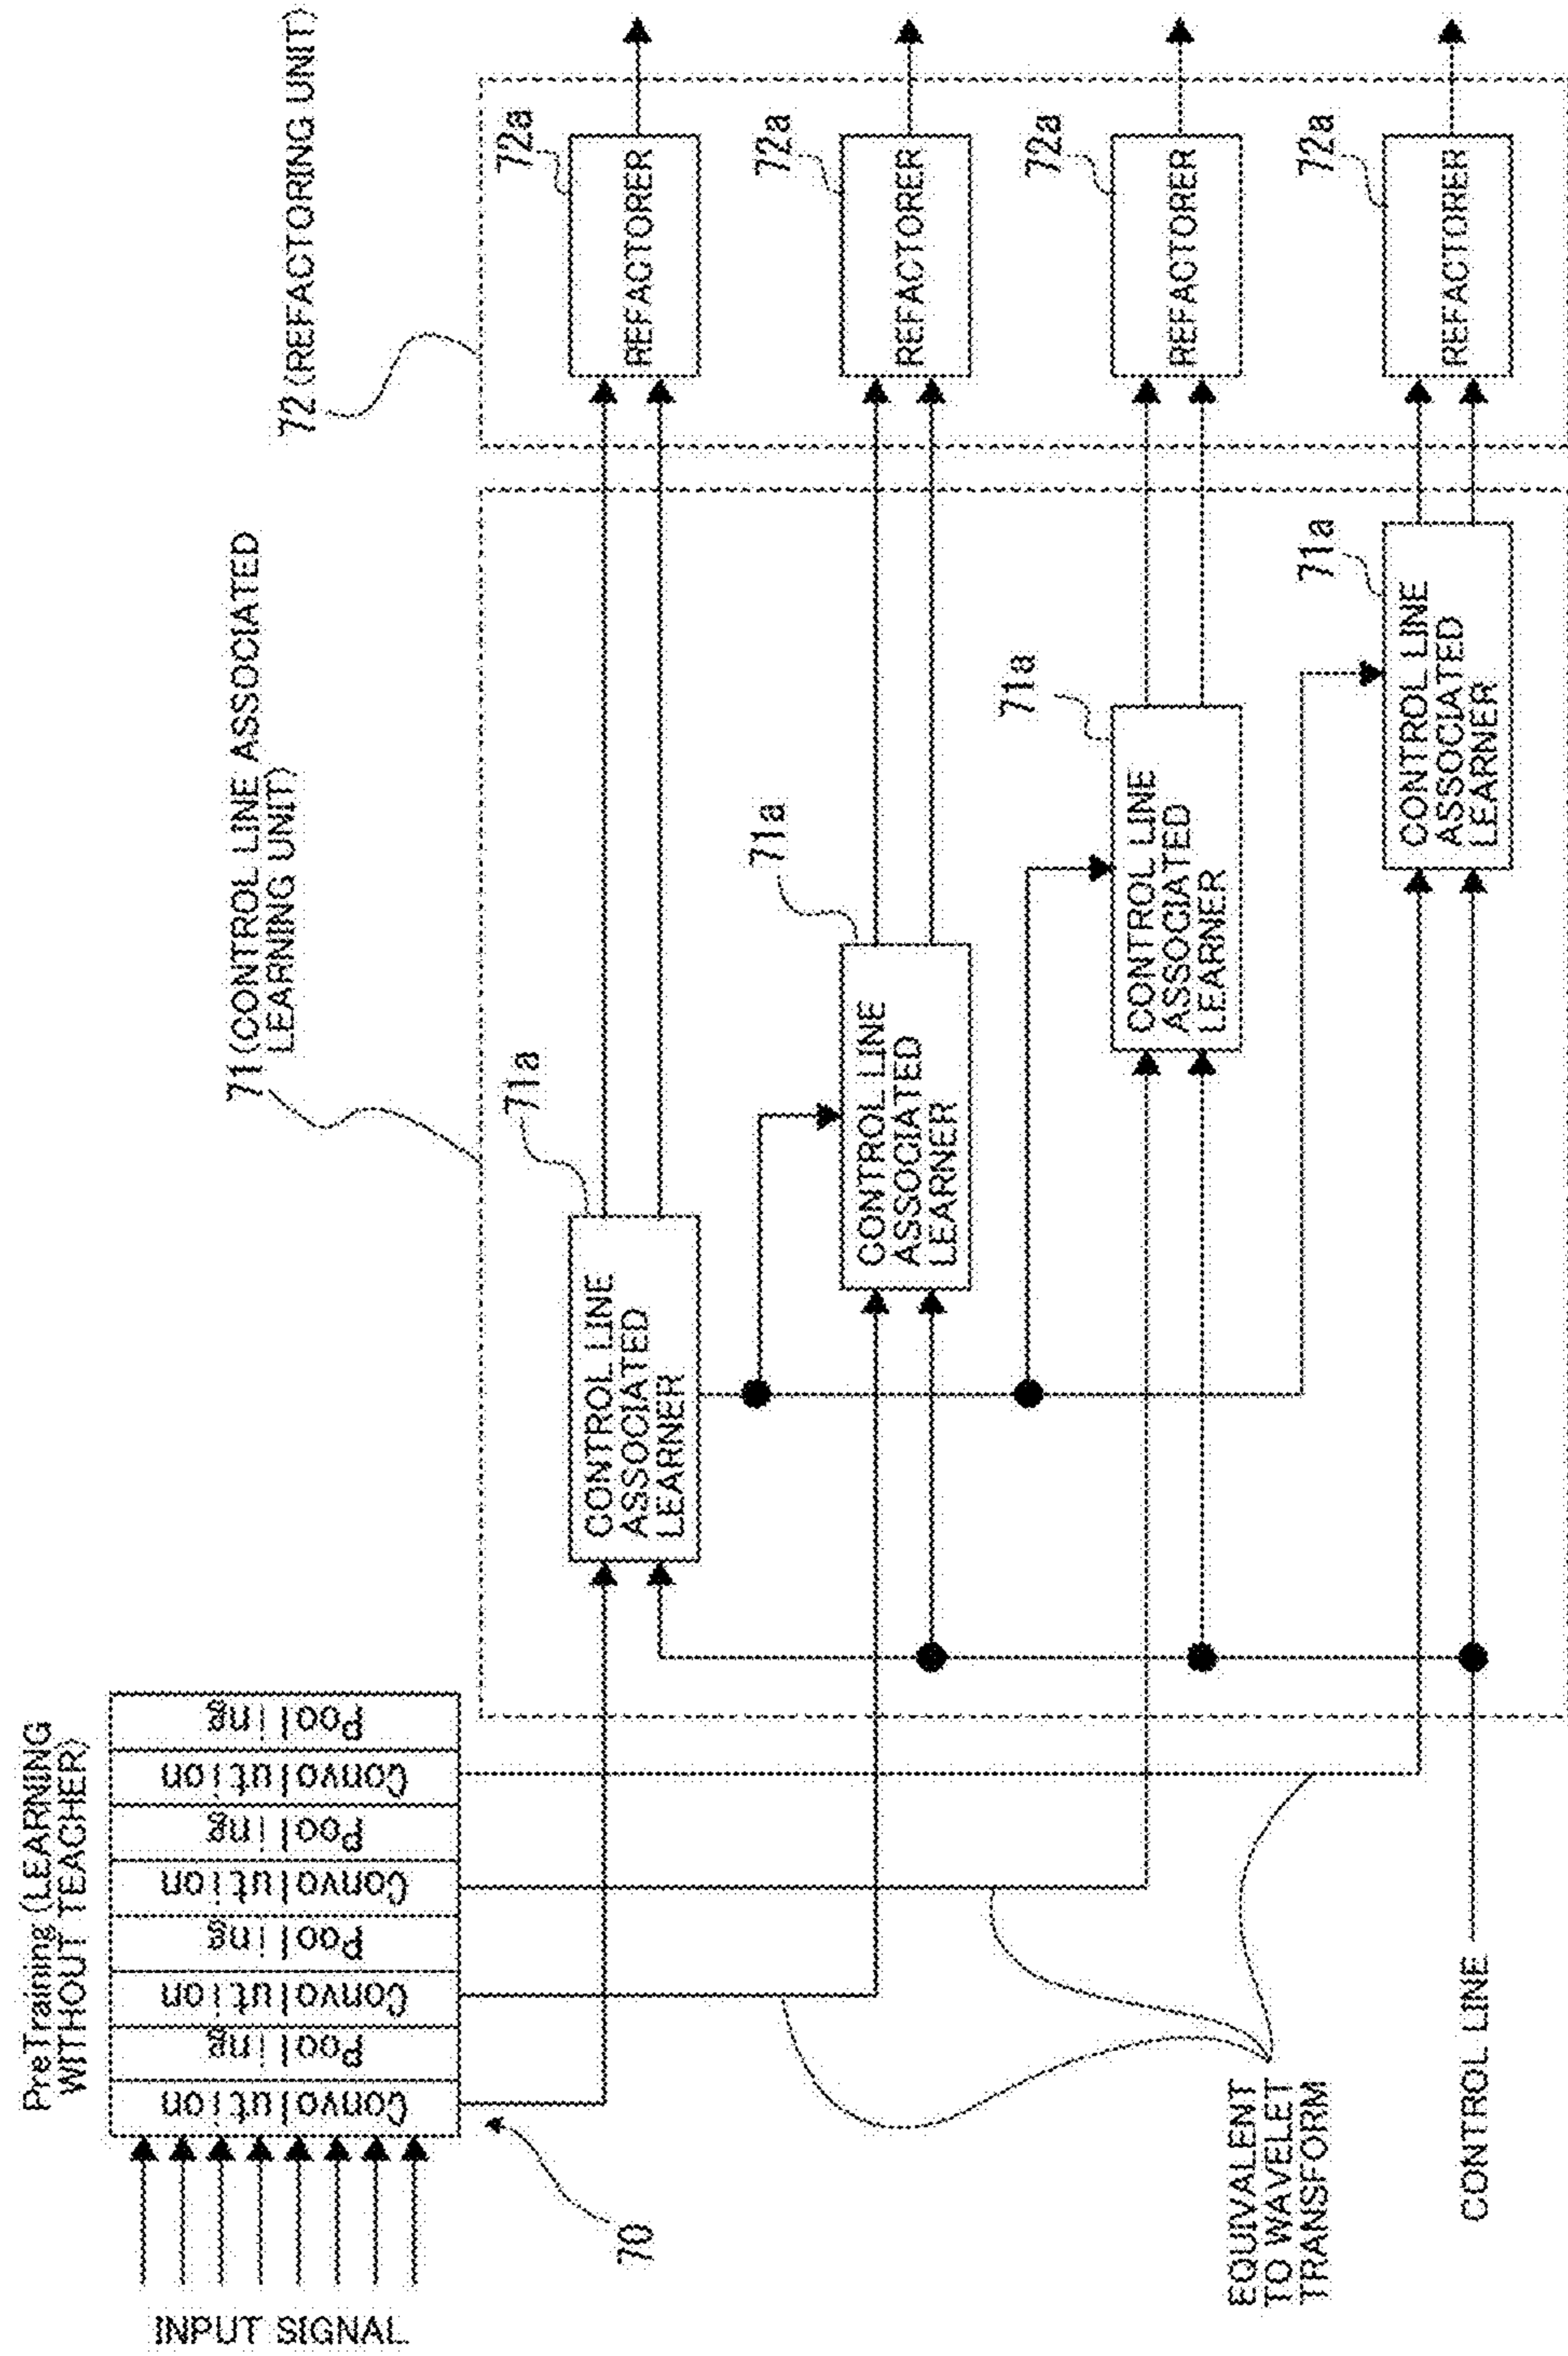 PreTraining (LEARNING
WITHOUT TEACHER)
INPUT SIGNAL
Convolution
Pooling
Convolution
Pooling
Convolution
Pooling
Convolution
Pooling
70
71 (CONTROL LINE ASSOCIATED
LEARNING UNIT)
72 (REFACTORING UNIT)
71a
CONTROL LINE
ASSOCIATED
LEARNER
72a
REFACTORER
71a
CONTROL LINE
ASSOCIATED
LEARNER
72a
REFACTORER
71a
CONTROL LINE
ASSOCIATED
LEARNER
72a
REFACTORER
71a
CONTROL LINE
ASSOCIATED
LEARNER
72a
REFACTORER
EQUIVALENT
TO WAVELET
TRANSFORM
CONTROL LINE